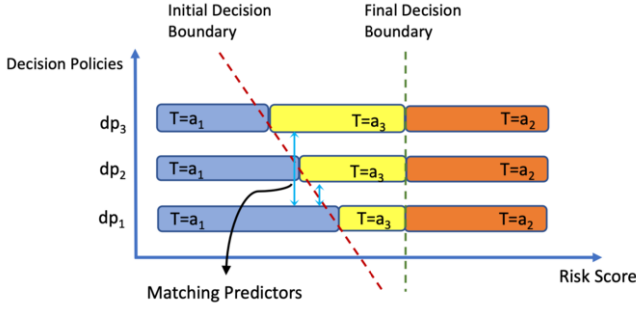 Initial Decision
Boundary
Final Decision
Boundary
Decision Policies
dp3
T=a1
T=a3
T=a2
dp2
T=a1
T=a3
T=a2
dp1
T=a1
T=a3
T=a2
Risk Score
Matching Predictors